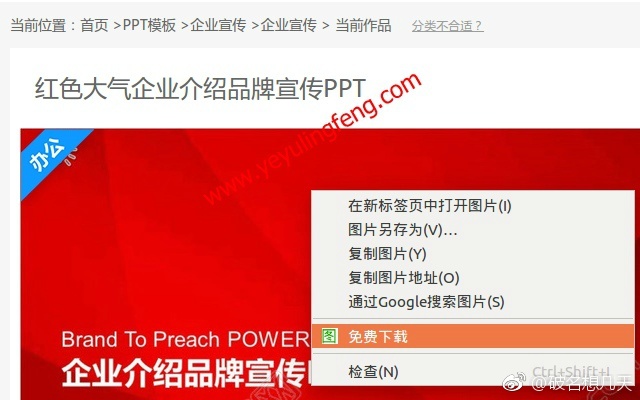 当前位置：首页 >PPT模板 >企业宣传 >企业宣传 > 当前作品 分类不合适？
红色大气企业介绍品牌宣传PPT
www.yeyulingfeng.com
办公
在新标签页中打开图片(I)
图片另存为(V)...
复制图片(Y)
复制图片地址(O)
通过Google搜索图片(S)
图 免费下载
检查(N) Ctrl+Shift+I
Brand To Preach POWER
企业介绍品牌宣传
@破名想几天